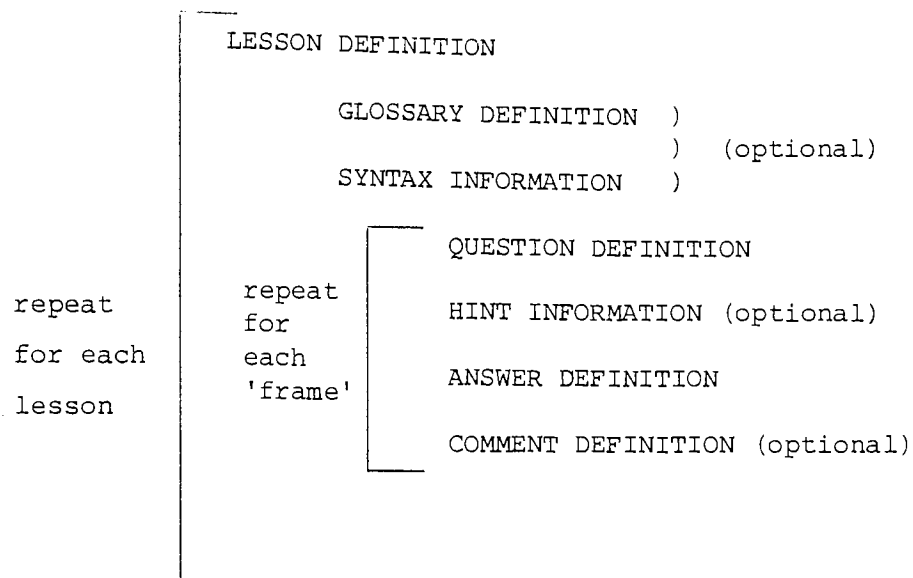 LESSON DEFINITION
GLOSSARY DEFINITION )
) (optional)
SYNTAX INFORMATION )
repeat
for each
lesson
repeat
for
each
'frame'
QUESTION DEFINITION
HINT INFORMATION (optional)
ANSWER DEFINITION
COMMENT DEFINITION (optional)